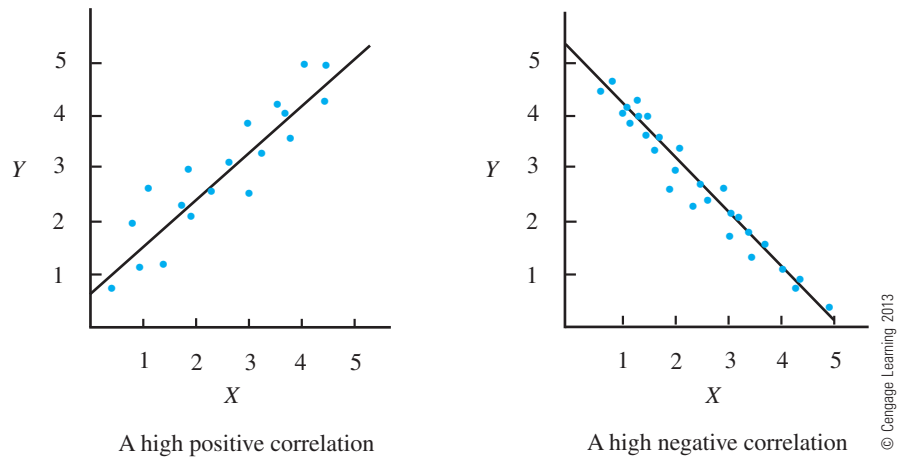 5
4
3
2
1
Y
1 2 3 4 5
X
A high positive correlation
5
4
3
2
1
Y
1 2 3 4 5
X
A high negative correlation
© Cengage Learning 2013